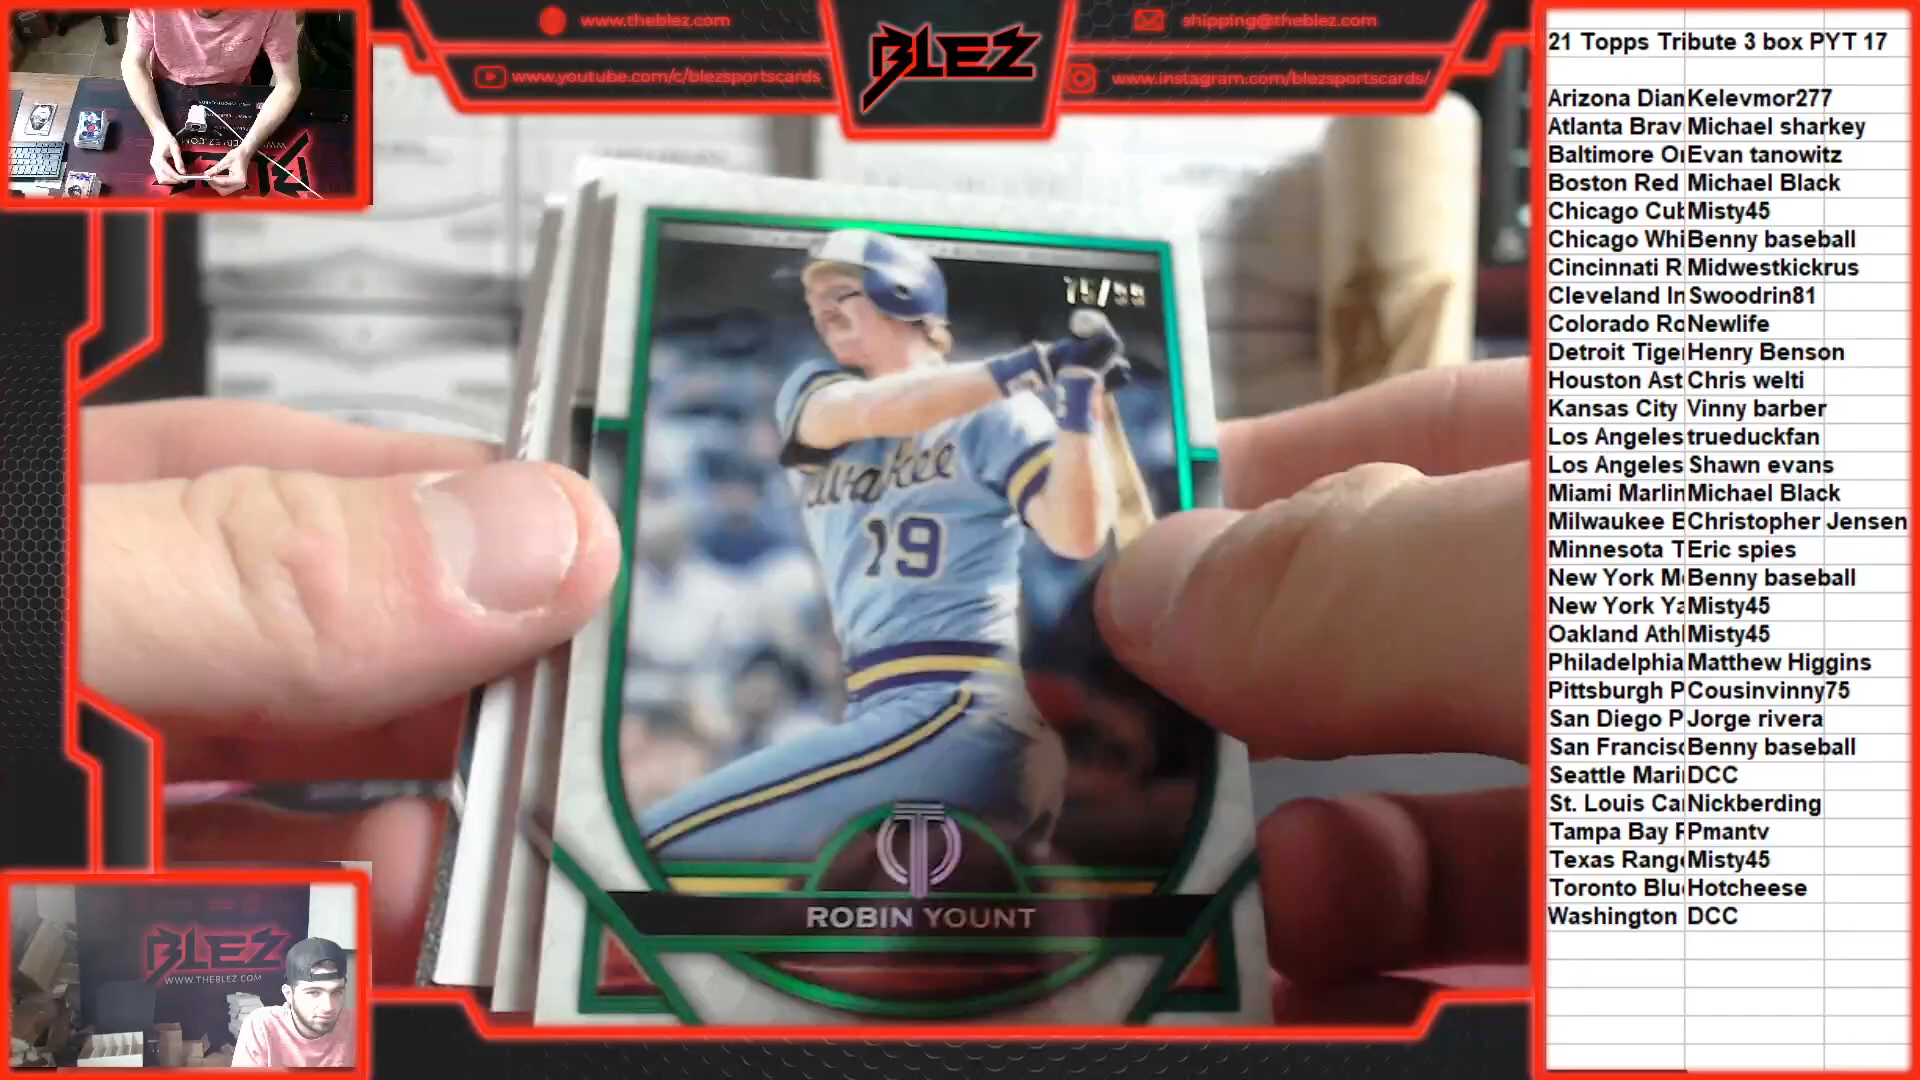 www.theblez.com
shipping@theblez.com
www.youtube.com/c/blezsportscards
www.instagram.com/blezsportscards/
BLEZ
75/99
19
ROBIN YOUNT
BLEZ
WWW.THEBLEZ.COM
21 Topps Tribute 3 box PYT 17
Arizona Diam Kelevmor277
Atlanta Brav Michael sharkey
Baltimore Or Evan tanowitz
Boston Red Michael Black
Chicago Cub Misty45
Chicago Whi Benny baseball
Cincinnati R Midwestkickrus
Cleveland In Swoodrin81
Colorado Ro Newlife
Detroit Tige Henry Benson
Houston Ast Chris welti
Kansas City Vinny barber
Los Angeles trueduckfan
Los Angeles Shawn evans
Miami Marlin Michael Black
Milwaukee B Christopher Jensen
Minnesota T Eric spies
New York M Benny baseball
New York Ya Misty45
Oakland Ath Misty45
Philadelphia Matthew Higgins
Pittsburgh P Cousinvinny75
San Diego P Jorge rivera
San Francisc Benny baseball
Seattle Mari DCC
St. Louis Ca Nickberding
Tampa Bay R Pmantv
Texas Range Misty45
Toronto Blu Hotcheese
Washington DCC